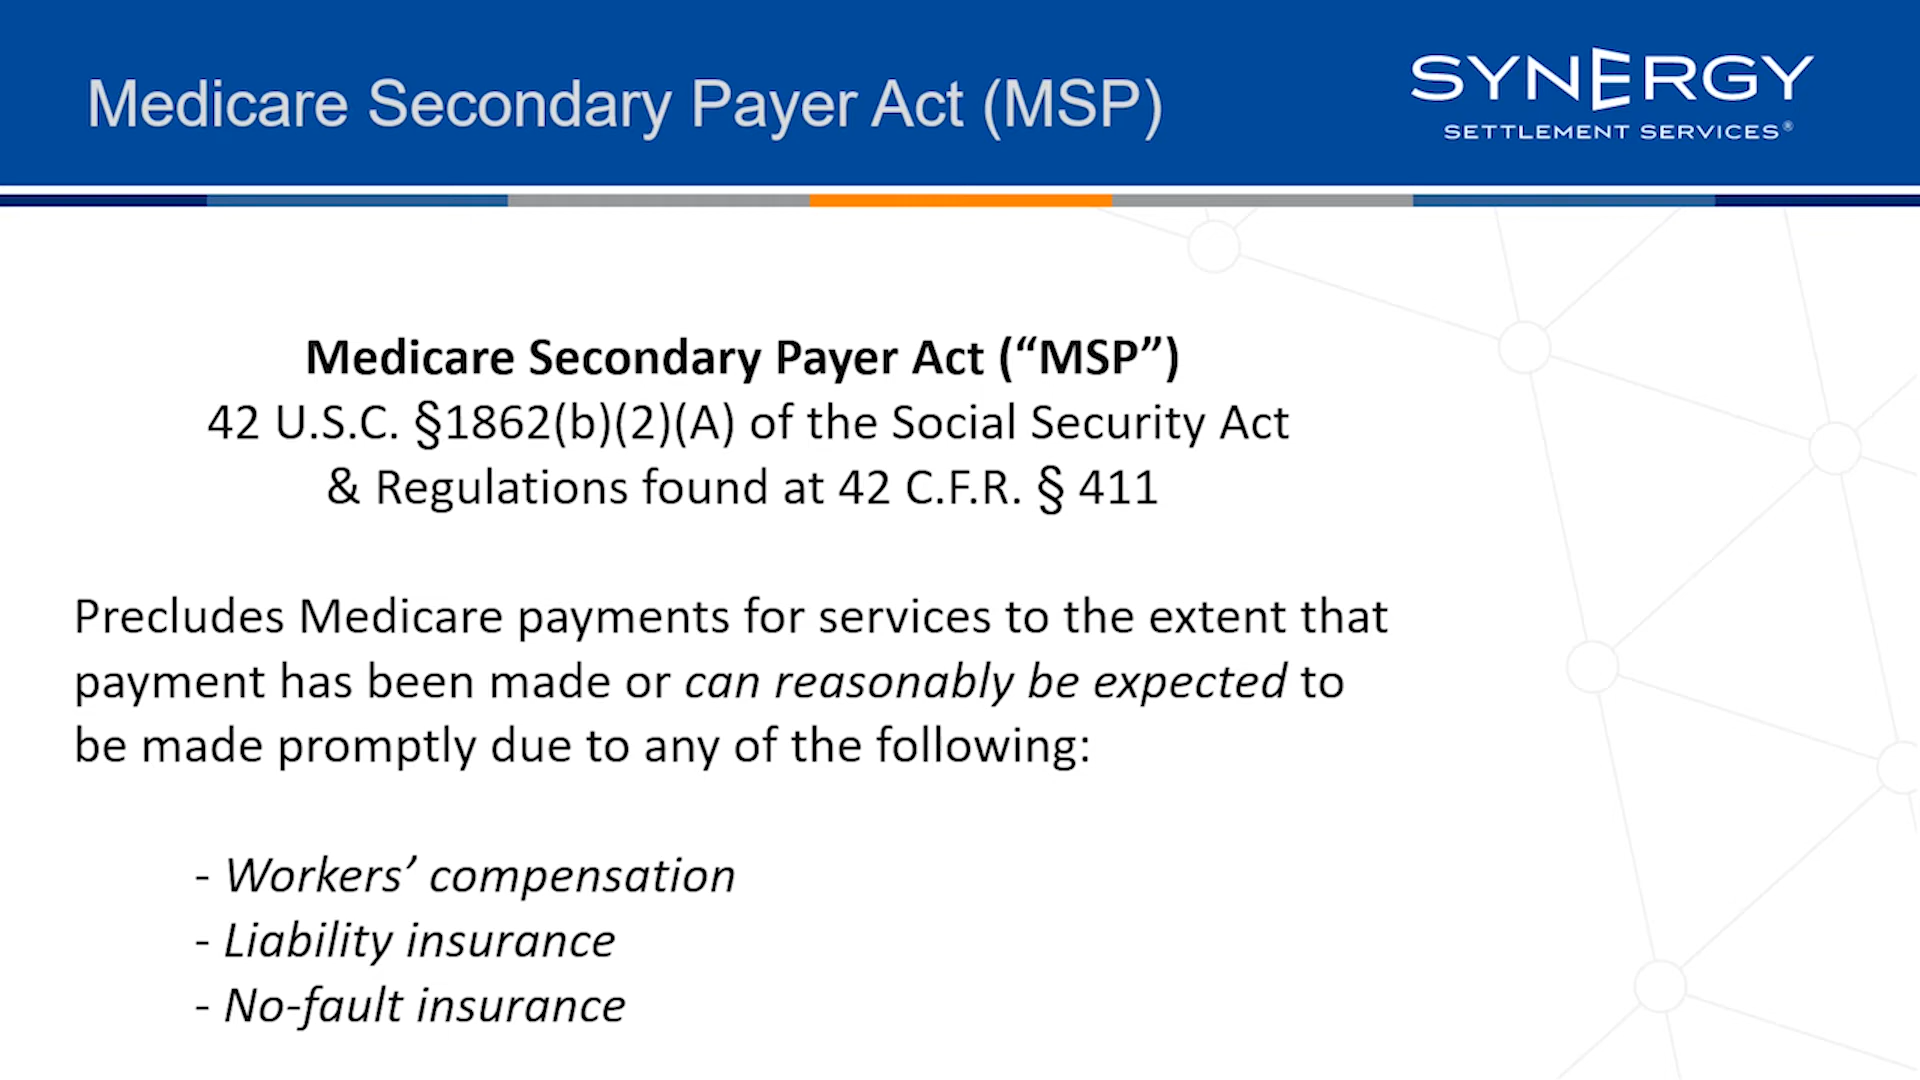 Medicare Secondary Payer Act (MSP)
SYNERGY
SETTLEMENT SERVICES®
Medicare Secondary Payer Act (“MSP”)
42 U.S.C. §1862(b)(2)(A) of the Social Security Act
& Regulations found at 42 C.F.R. § 411
Precludes Medicare payments for services to the extent that
payment has been made or can reasonably be expected to
be made promptly due to any of the following:
- Workers’ compensation
- Liability insurance
- No-fault insurance